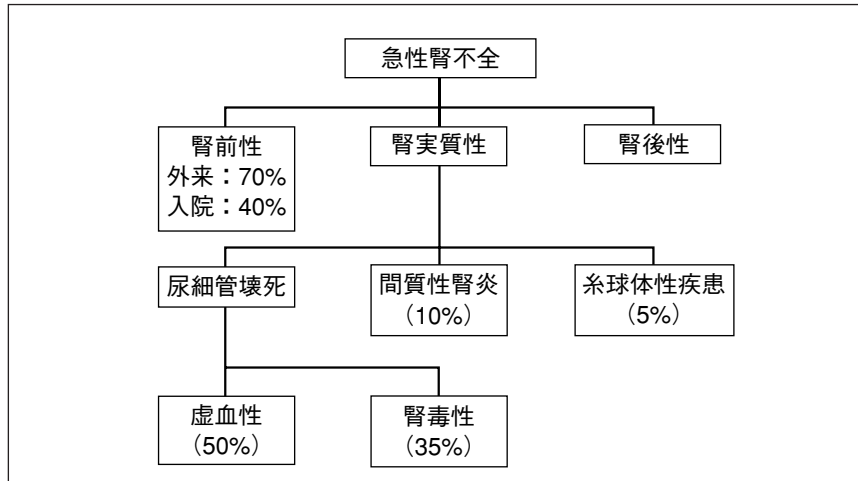 急性腎不全
腎前性
外来：70%
入院：40%
腎実質性
腎後性
尿細管壊死
間質性腎炎
（10%）
糸球体性疾患
（5%）
虚血性
（50%）
腎毒性
（35%）